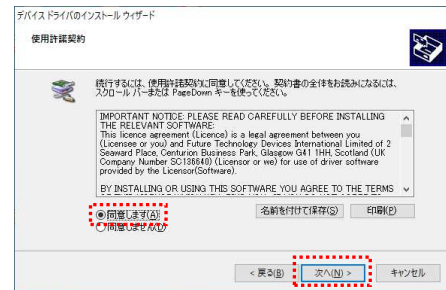 デバイス ドライバのインストール ウィザード
使用許諾契約
続行するには、使用許諾契約に同意してください。契約書の全体をお読みになるには、
スクロール バーまたは PageDown キーを使ってください。
IMPORTANT NOTICE: PLEASE READ CAREFULLY BEFORE INSTALLING
THE RELEVANT SOFTWARE:
This licence agreement (Licence) is a legal agreement between you
(Licensee or you) and Future Technology Devices International Limited of 2
Seaward Place, Centurion Business Park, Glasgow G41 1HH, Scotland (UK
Company Number SC136640) (Licensor or we) for use of driver software
provided by the Licensor(Software).
BY INSTALLING OR USING THIS SOFTWARE YOU AGREE TO THE TERMS
同意します(A)
同意しません(D)
名前を付けて保存(S)
印刷(P)
< 戻る(B)
次へ(N) >
キャンセル